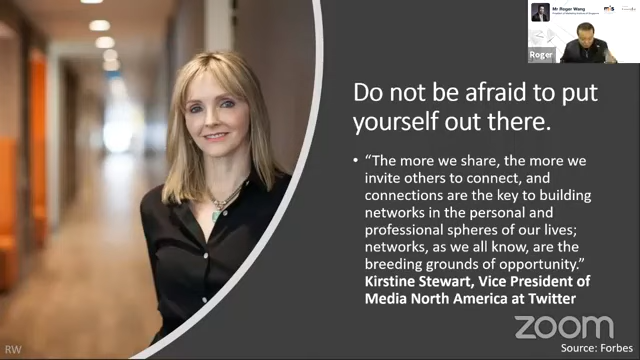 Mr Roger Wang
Roger
Do not be afraid to put
yourself out there.
• “The more we share, the more we
invite others to connect, and
connections are the key to building
networks in the personal and
professional spheres of our lives;
networks, as we all know, are the
breeding grounds of opportunity.”
Kirstine Stewart, Vice President of
Media North America at Twitter
zoom
RW
Source: Forbes